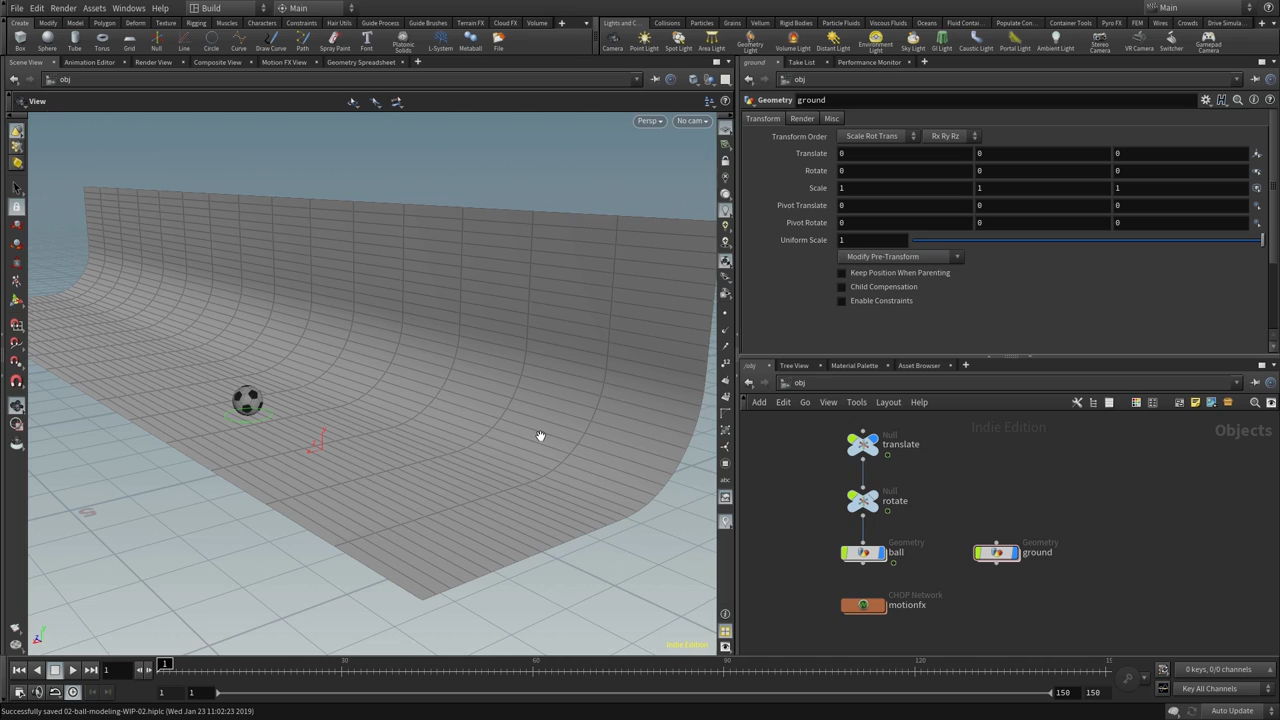 File Edit Render Assets Windows Help Build Main Main
Create Modify Model Polygon Deform Texture Rigging Muscles Characters Constraints Hair Utils Guide Process Guide Brushes Terrain FX Cloud FX Volume
Lights and C... Collisions Particles Grains Vellum Rigid Bodies Particle Fluids Viscous Fluids Oceans Fluid Contai... Populate Con... Container Tools Pyro FX FEM Wires Crowds Drive Simula...
Box Sphere Tube Torus Grid Null Line Circle Curve Draw Curve Path Spray Paint Font Platonic Solids L-System Metaball File
Camera Point Light Spot Light Area Light Geometry Light Volume Light Distant Light Environment Light Sky Light GI Light Caustic Light Portal Light Ambient Light Stereo Camera VR Camera Switcher Gamepad Camera
Scene View Animation Editor Render View Composite View Motion FX View Geometry Spreadsheet
obj
View
Persp No cam
Indie Edition
ground Take List Performance Monitor
obj
Geometry ground
Transform Render Misc
Transform Order Scale Rot Trans Rx Ry Rz
Translate 0 0 0
Rotate 0 0 0
Scale 1 1 1
Pivot Translate 0 0 0
Pivot Rotate 0 0 0
Uniform Scale 1
Modify Pre-Transform
Keep Position When Parenting
Child Compensation
Enable Constraints
/obj Tree View Material Palette Asset Browser
obj
Add Edit Go View Tools Layout Help
Indie Edition Objects
Null
translate
Null
rotate
Geometry
ball
Geometry
ground
CHOP Network
motionfx
1 1 30 60 90 120 0 keys, 0/0 channels
1 1 150 150 Key All Channels
Successfully saved 02-ball-modeling-WIP-02.hiplc (Wed Jan 23 11:02:23 2019) Auto Update